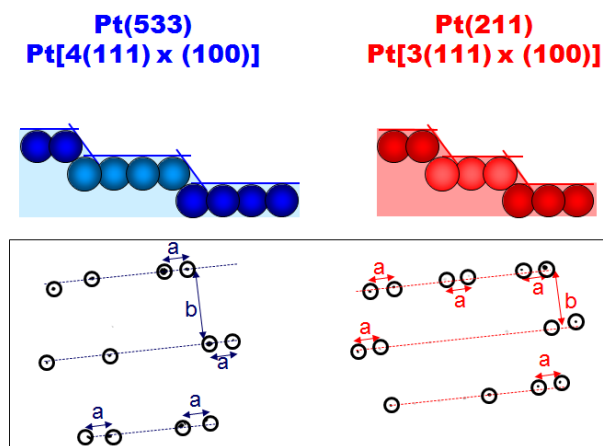 Pt(533)
Pt[4(111) x (100)]
Pt(211)
Pt[3(111) x (100)]
a
b
a
a
a
a
a
a
b
a
a